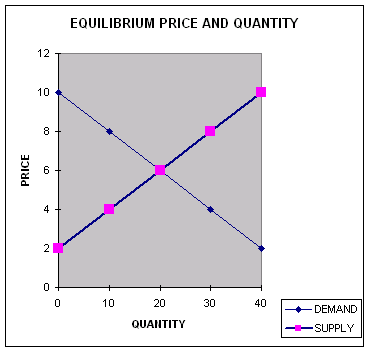 EQUILIBRIUM PRICE AND QUANTITY
12
10
8
6
4
2
0
PRICE
0 10 20 30 40
QUANTITY
DEMAND
SUPPLY